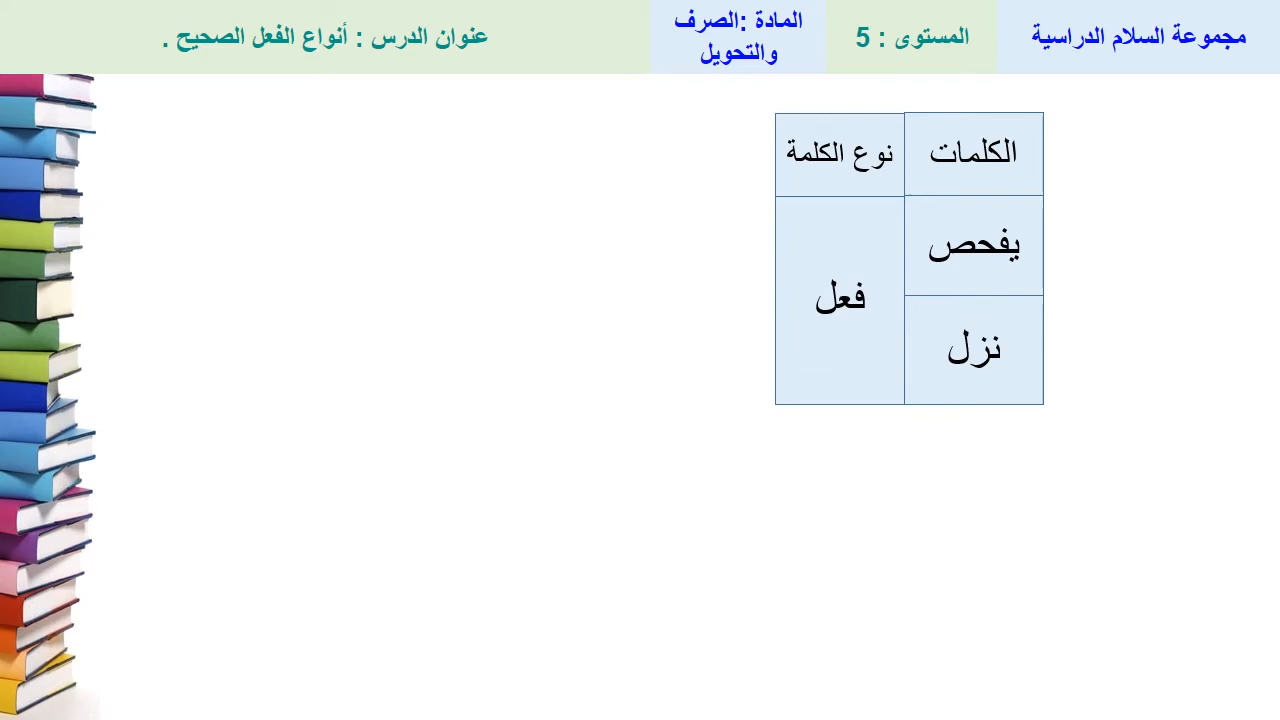 مجموعة السلام الدراسية
المستوى : 5
المادة :الصرف
والتحويل
عنوان الدرس : أنواع الفعل الصحيح .
الكلمات
نوع الكلمة
يفحص
فعل
نزل